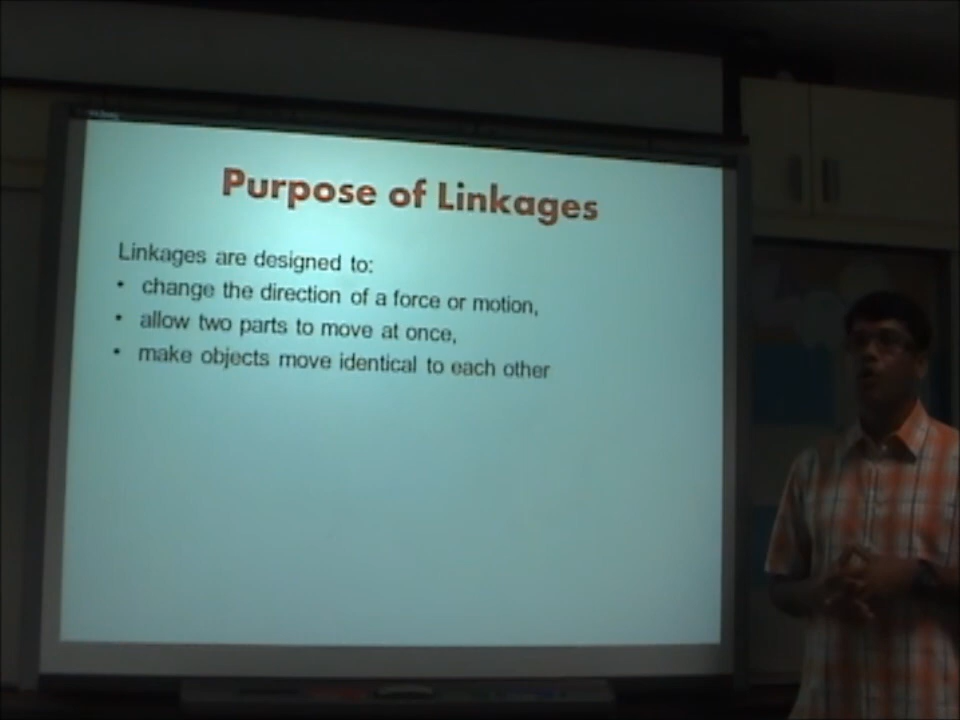 Purpose of Linkages
Linkages are designed to:
• change the direction of a force or motion,
• allow two parts to move at once,
• make objects move identical to each other